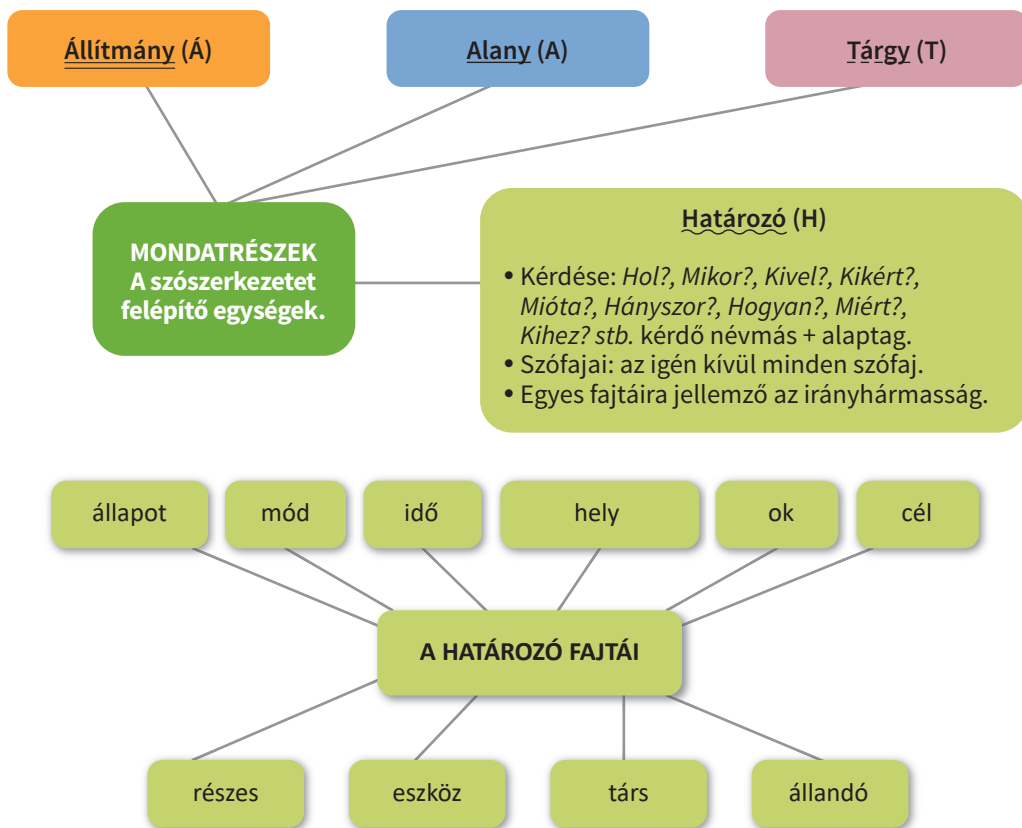 Állítmány (Á)
Alany (A)
Tárgy (T)
MONDATRÉSZEK
A szószerkezetet
felépítő egységek.
Határozó (H)
• Kérdése: Hol?, Mikor?, Kivel?, Kikért?,
Mióta?, Hányszor?, Hogyan?, Miért?,
Kihez? stb. kérdő névmás + alaptag.
• Szófajai: az igén kívül minden szófaj.
• Egyes fajtáira jellemző az irányhármasság.
állapot
mód
idő
hely
ok
cél
A HATÁROZÓ FAJTÁI
részes
eszköz
társ
állandó